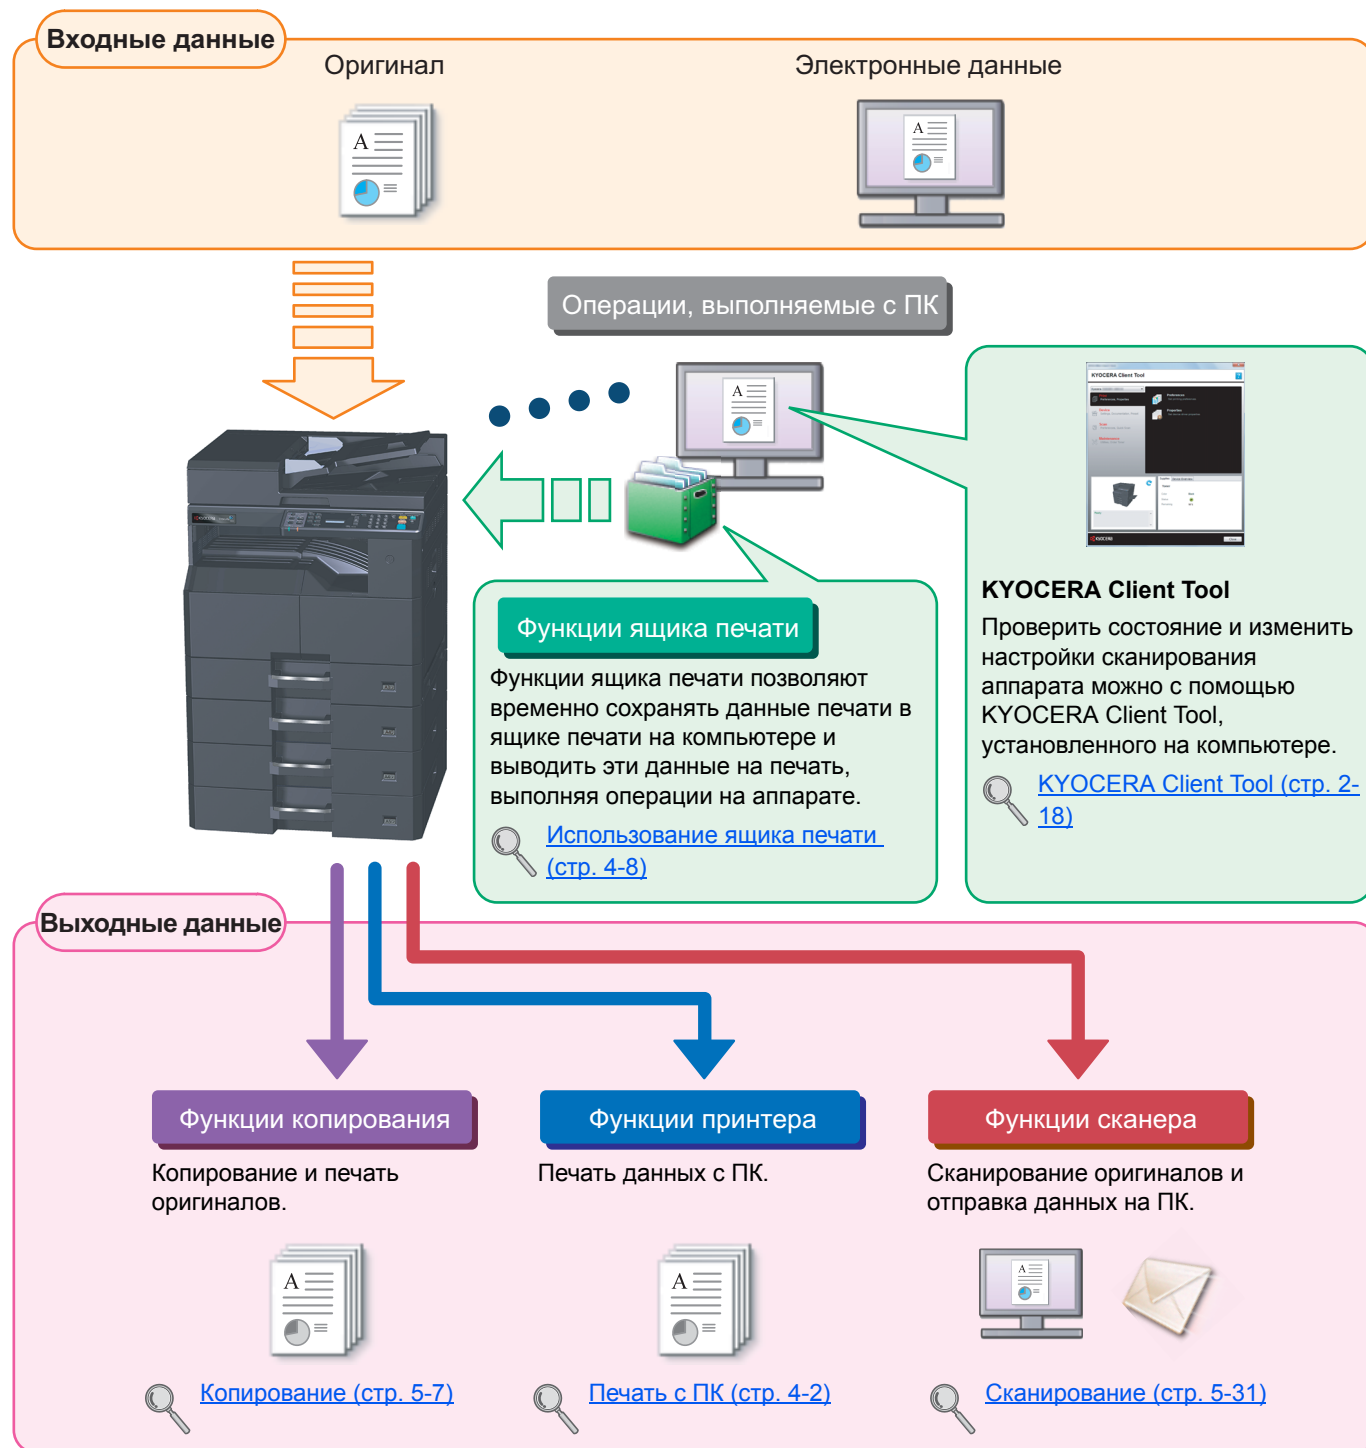 Входные данные
Оригинал
Электронные данные
Операции, выполняемые с ПК
KYOCERA Client Tool
KYOCERA Client Tool
Проверить состояние и изменить
настройки сканирования
аппарата можно с помощью
KYOCERA Client Tool,
установленного на компьютере.
KYOCERA Client Tool (стр. 2-
18)
Функции ящика печати
Функции ящика печати позволяют
временно сохранять данные печати в
ящике печати на компьютере и
выводить эти данные на печать,
выполняя операции на аппарате.
Использование ящика печати
(стр. 4-8)
Выходные данные
Функции копирования
Копирование и печать
оригиналов.
Копирование (стр. 5-7)
Функции принтера
Печать данных с ПК.
Печать с ПК (стр. 4-2)
Функции сканера
Сканирование оригиналов и
отправка данных на ПК.
Сканирование (стр. 5-31)